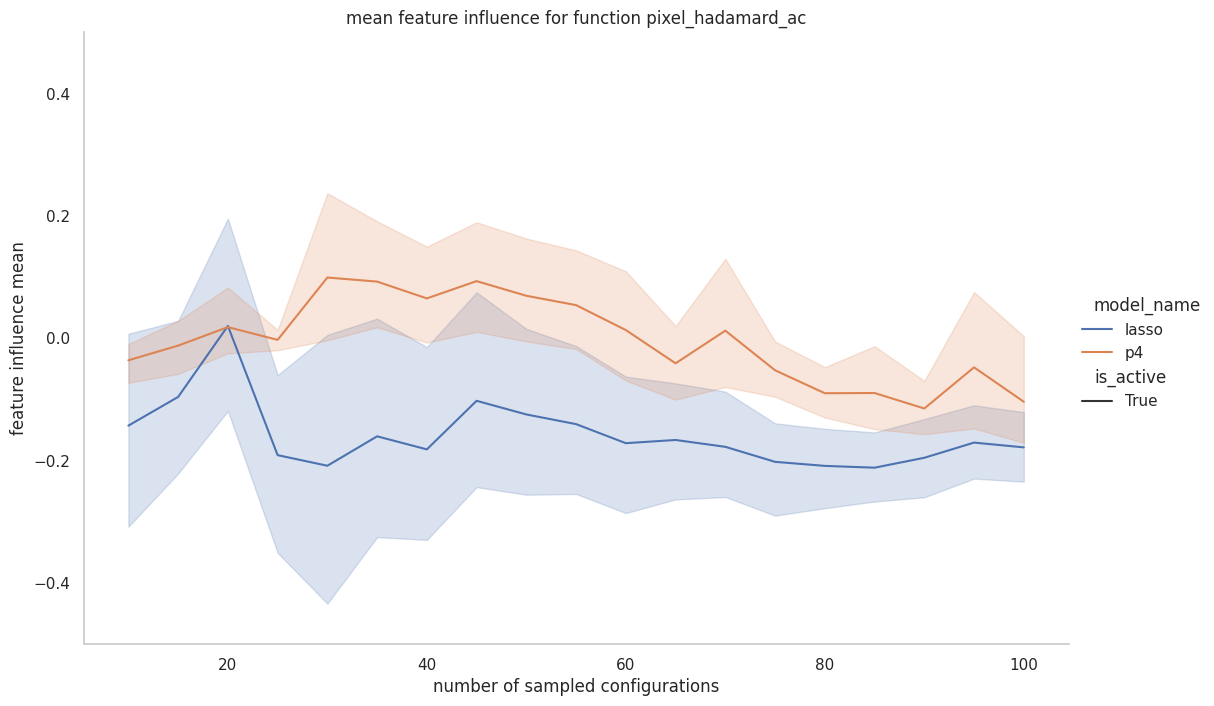 mean feature influence for function pixel_hadamard_ac
feature influence mean
0.4
0.2
0.0
−0.2
−0.4
20
40
60
80
100
number of sampled configurations
model_name
lasso
p4
is_active
True